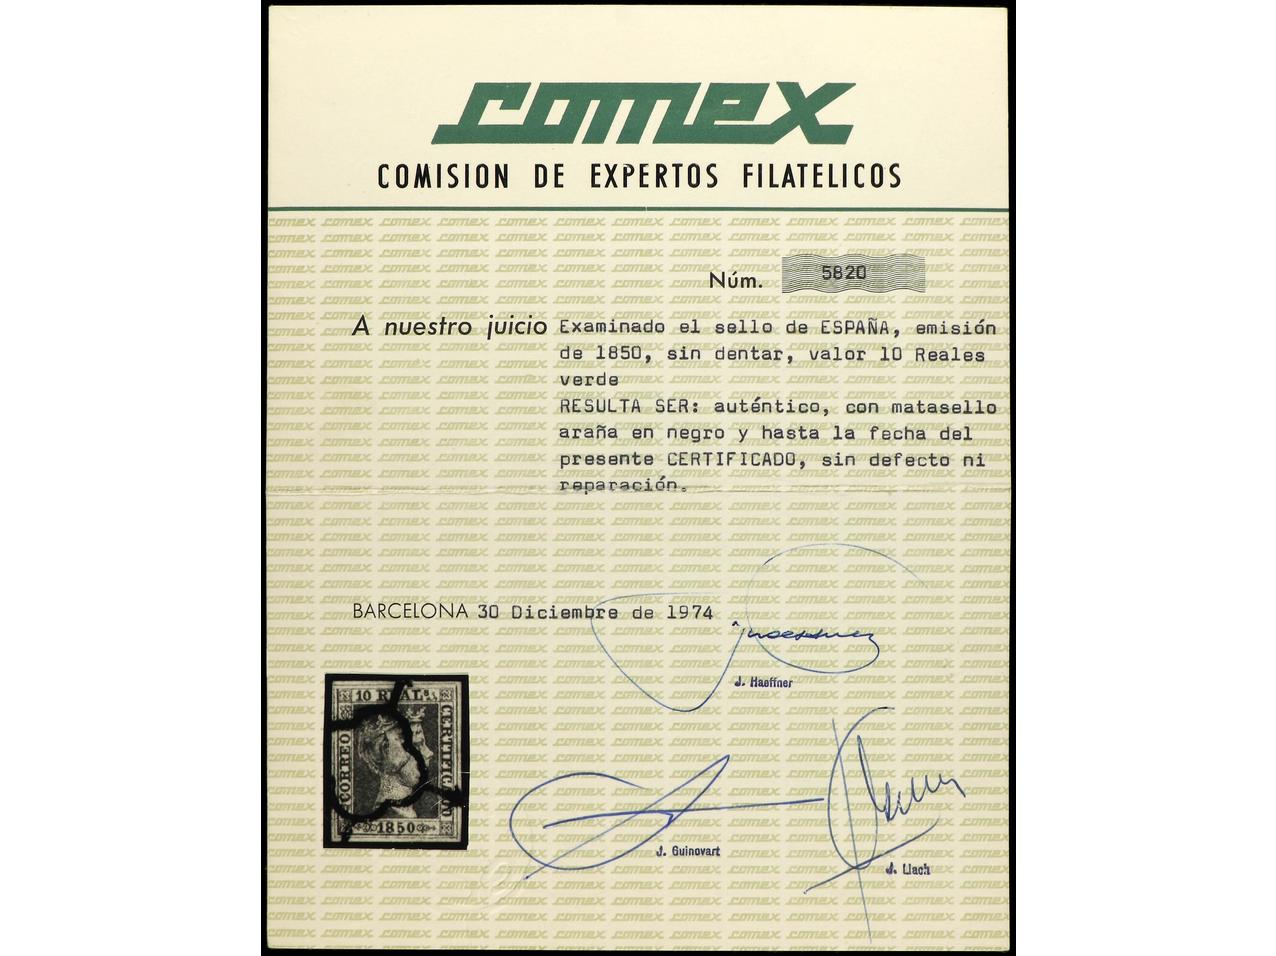 comex
COMISION DE EXPERTOS FILATELICOS
Núm. 5820
A nuestro juicio Examinado el sello de ESPAÑA, emisión
de 1850, sin dentar, valor 10 Reales
verde
RESULTA SER: auténtico, con matasello
araña en negro y hasta la fecha del
presente CERTIFICADO, sin defecto ni
reparación.
BARCELONA 30 Diciembre de 1974
J. Haeffner
10 REALS
CORREO
CERTIFICADO
1850
J. Guinovart
J. Llach